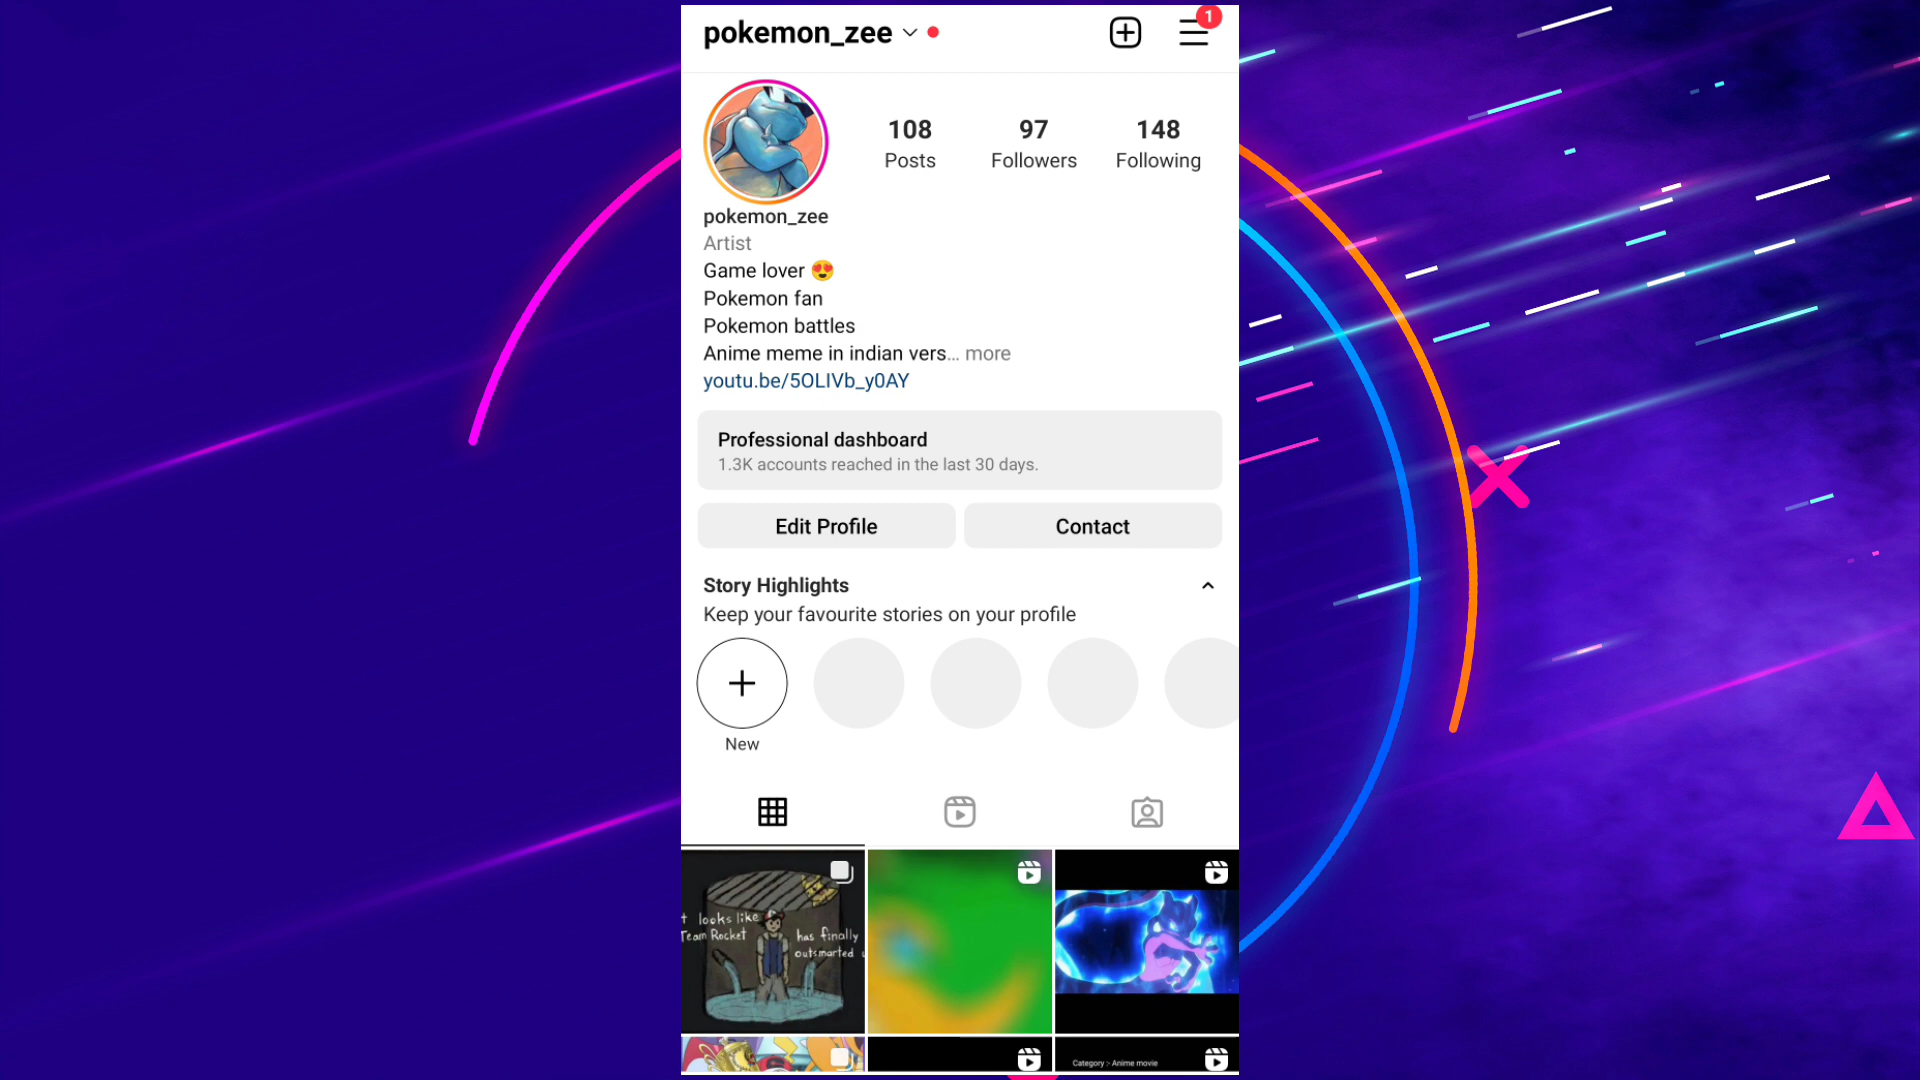 pokemon_zee
1
108
97
148
Posts
Followers
Following
pokemon_zee
Artist
Game lover 😍
Pokemon fan
Pokemon battles
Anime meme in indian vers... more
youtu.be/5OLIVb_y0AY
Professional dashboard
1.3K accounts reached in the last 30 days.
Edit Profile
Contact
Story Highlights
Keep your favourite stories on your profile
New
t looks like
Team Rocket
has finally
outsmarted
Category :- Anime movie